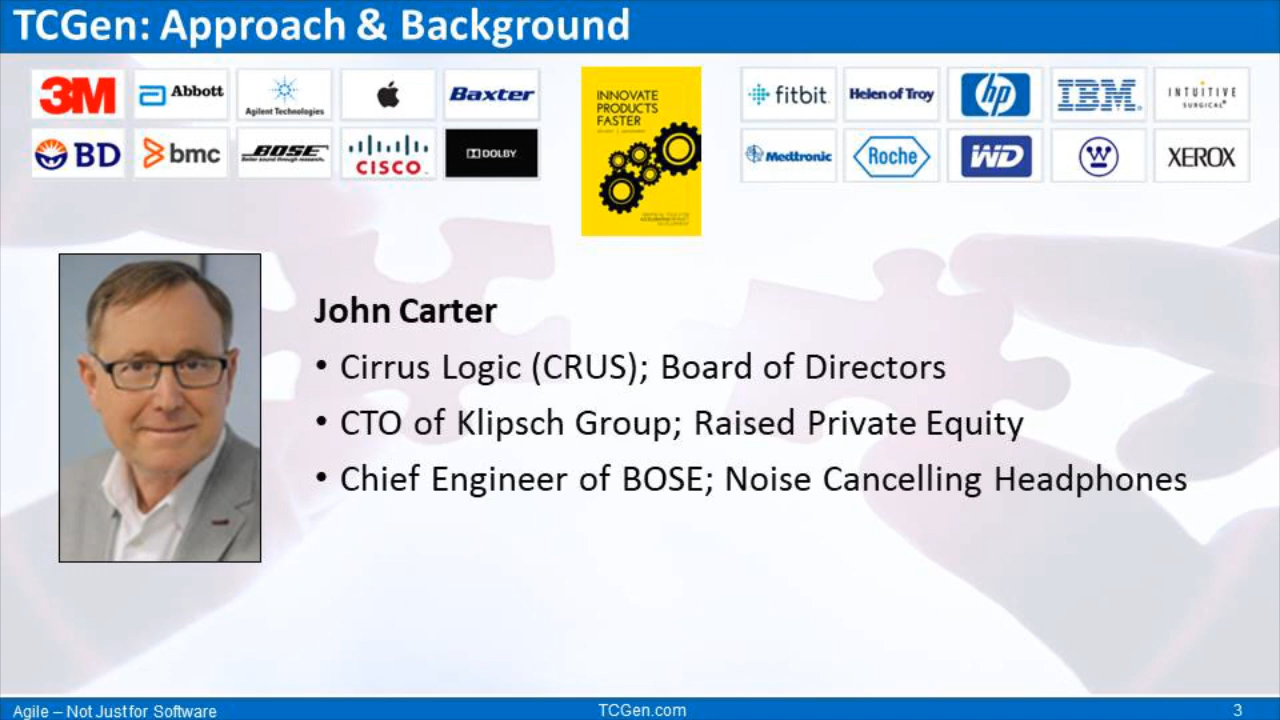 TCGen: Approach & Background
3M
Abbott
Agilent Technologies
Baxter
BD
bmc
BOSE
Better sound through research.
CISCO
DOLBY
INNOVATE
PRODUCTS
FASTER
fitbit
Helen of Troy
hp
IBM
INTUITIVE
SURGICAL
Medtronic
Roche
WD
W
XEROX
John Carter
• Cirrus Logic (CRUS); Board of Directors
• CTO of Klipsch Group; Raised Private Equity
• Chief Engineer of BOSE; Noise Cancelling Headphones
Agile – Not Just for Software
TCGen.com
3